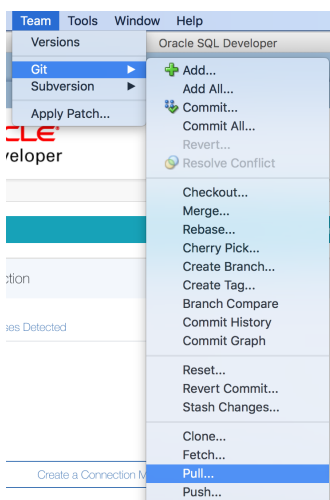 Team Tools Window Help
Versions
Oracle SQL Developer
Git
Subversion
Apply Patch...
Add...
Add All...
Commit...
Commit All...
Revert...
Resolve Conflict
Checkout...
Merge...
Rebase...
Cherry Pick...
Create Branch...
Create Tag...
Branch Compare
Commit History
Commit Graph
Reset...
Revert Commit...
Stash Changes...
Clone...
Fetch...
Pull...
Push...
CLE
veloper
ction
ses Detected
Create a Connection M